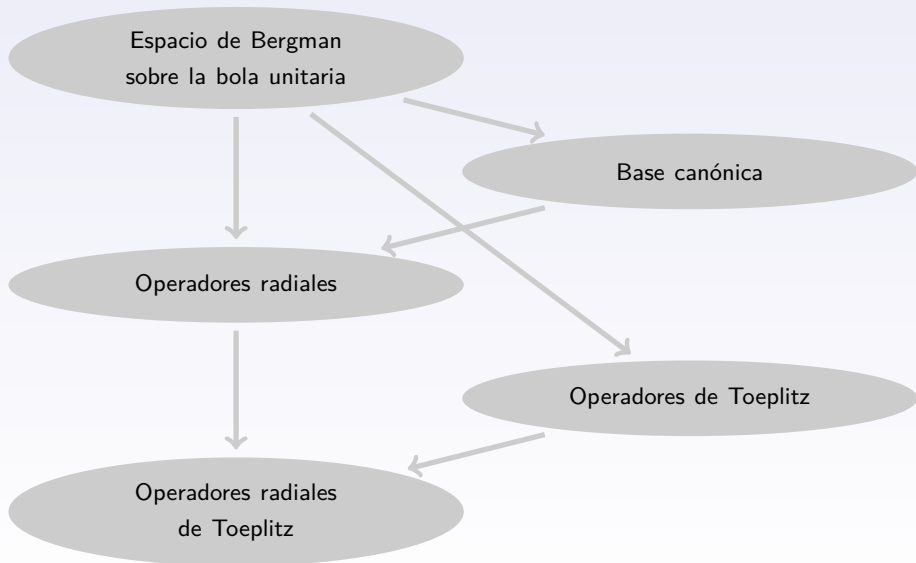 Espacio de Bergman
sobre la bola unitaria
Base canónica
Operadores radiales
Operadores de Toeplitz
Operadores radiales
de Toeplitz